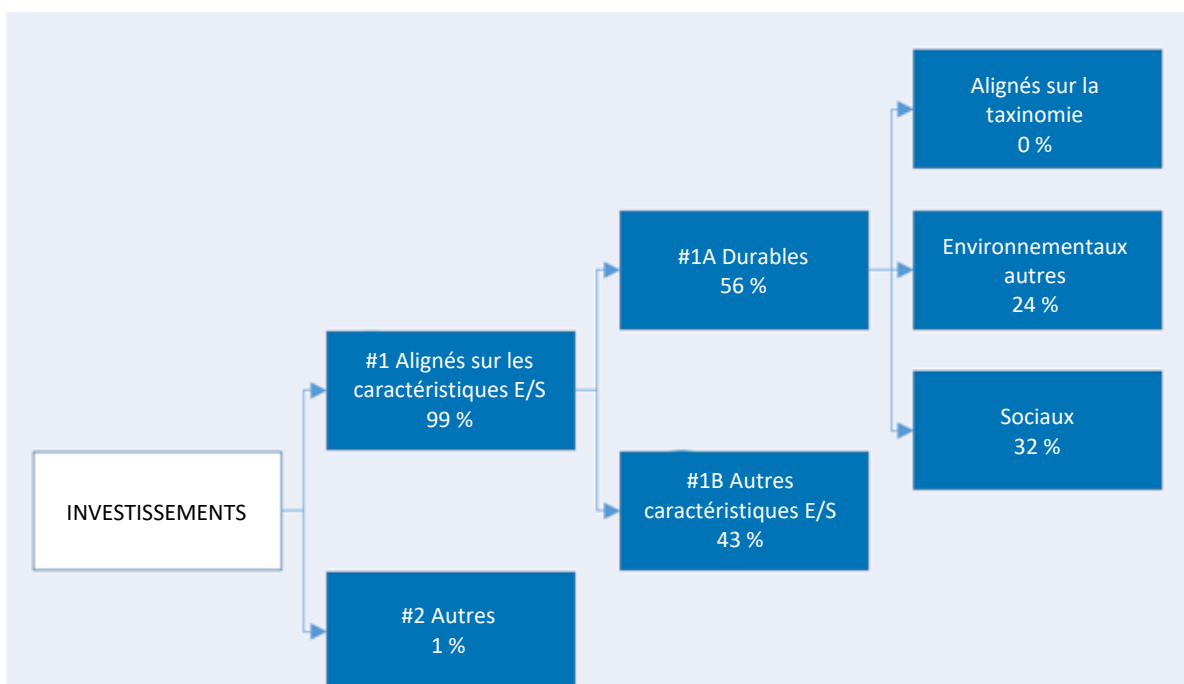 INVESTISSEMENTS
#1 Alignés sur les
caractéristiques E/S
99 %
#2 Autres
1 %
#1A Durables
56 %
#1B Autres
caractéristiques E/S
43 %
Alignés sur la
taxinomie
0 %
Environnementaux
autres
24 %
Sociaux
32 %